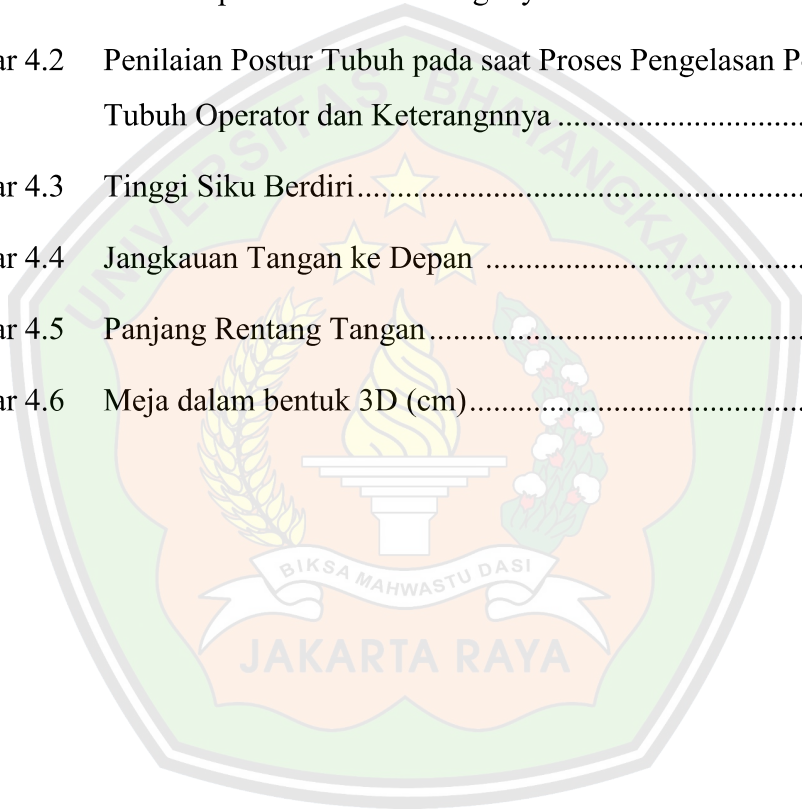 ar 4.2 Penilaian Postur Tubuh pada saat Proses Pengelasan P
Tubuh Operator dan Keterangnnya ..............................
ar 4.3 Tinggi Siku Berdiri........................................................
ar 4.4 Jangkauan Tangan ke Depan ........................................
ar 4.5 Panjang Rentang Tangan...............................................
ar 4.6 Meja dalam bentuk 3D (cm)..........................................
UNIVERSITAS BHAYANGKARA
BIKSA MAHWASTU DASI
JAKARTA RAYA